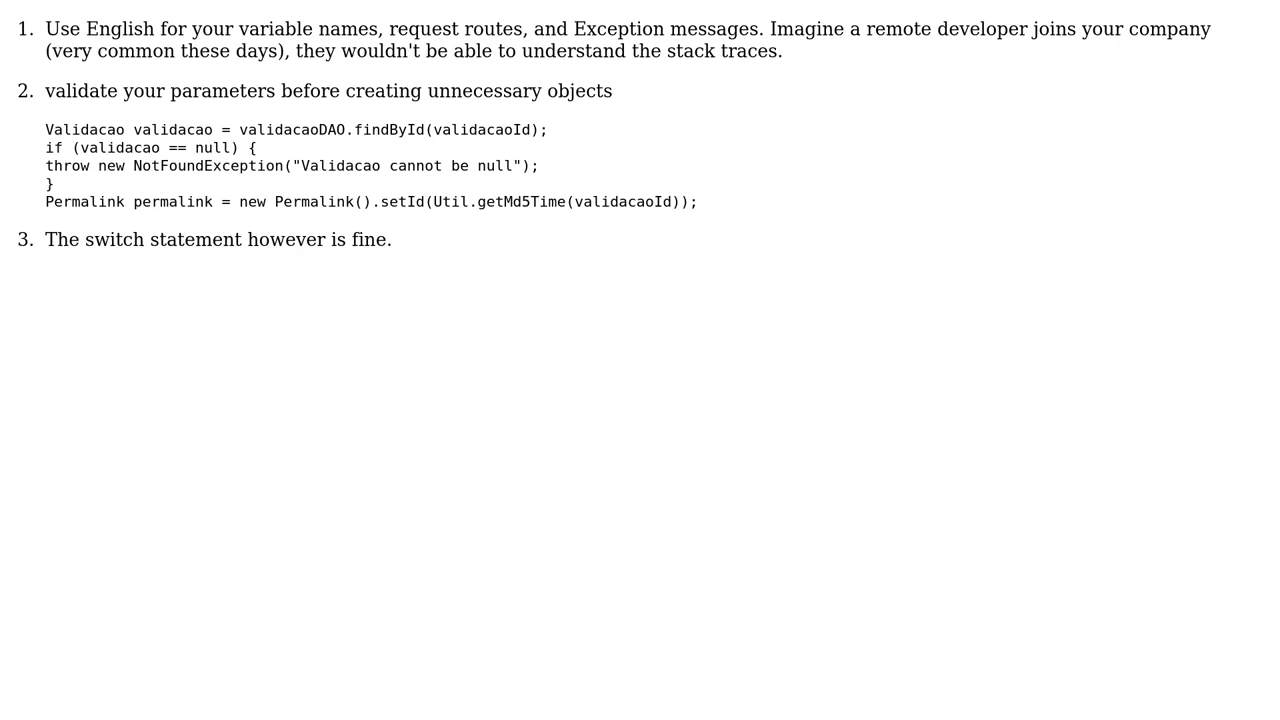 1. Use English for your variable names, request routes, and Exception messages. Imagine a remote developer joins your company
(very common these days), they wouldn't be able to understand the stack traces.
2. validate your parameters before creating unnecessary objects
Validacao validacao = validacaoDAO.findById(validacaoId);
if (validacao == null) {
throw new NotFoundException("Validacao cannot be null");
}
Permalink permalink = new Permalink().setId(Util.getMd5Time(validacaoId));
3. The switch statement however is fine.